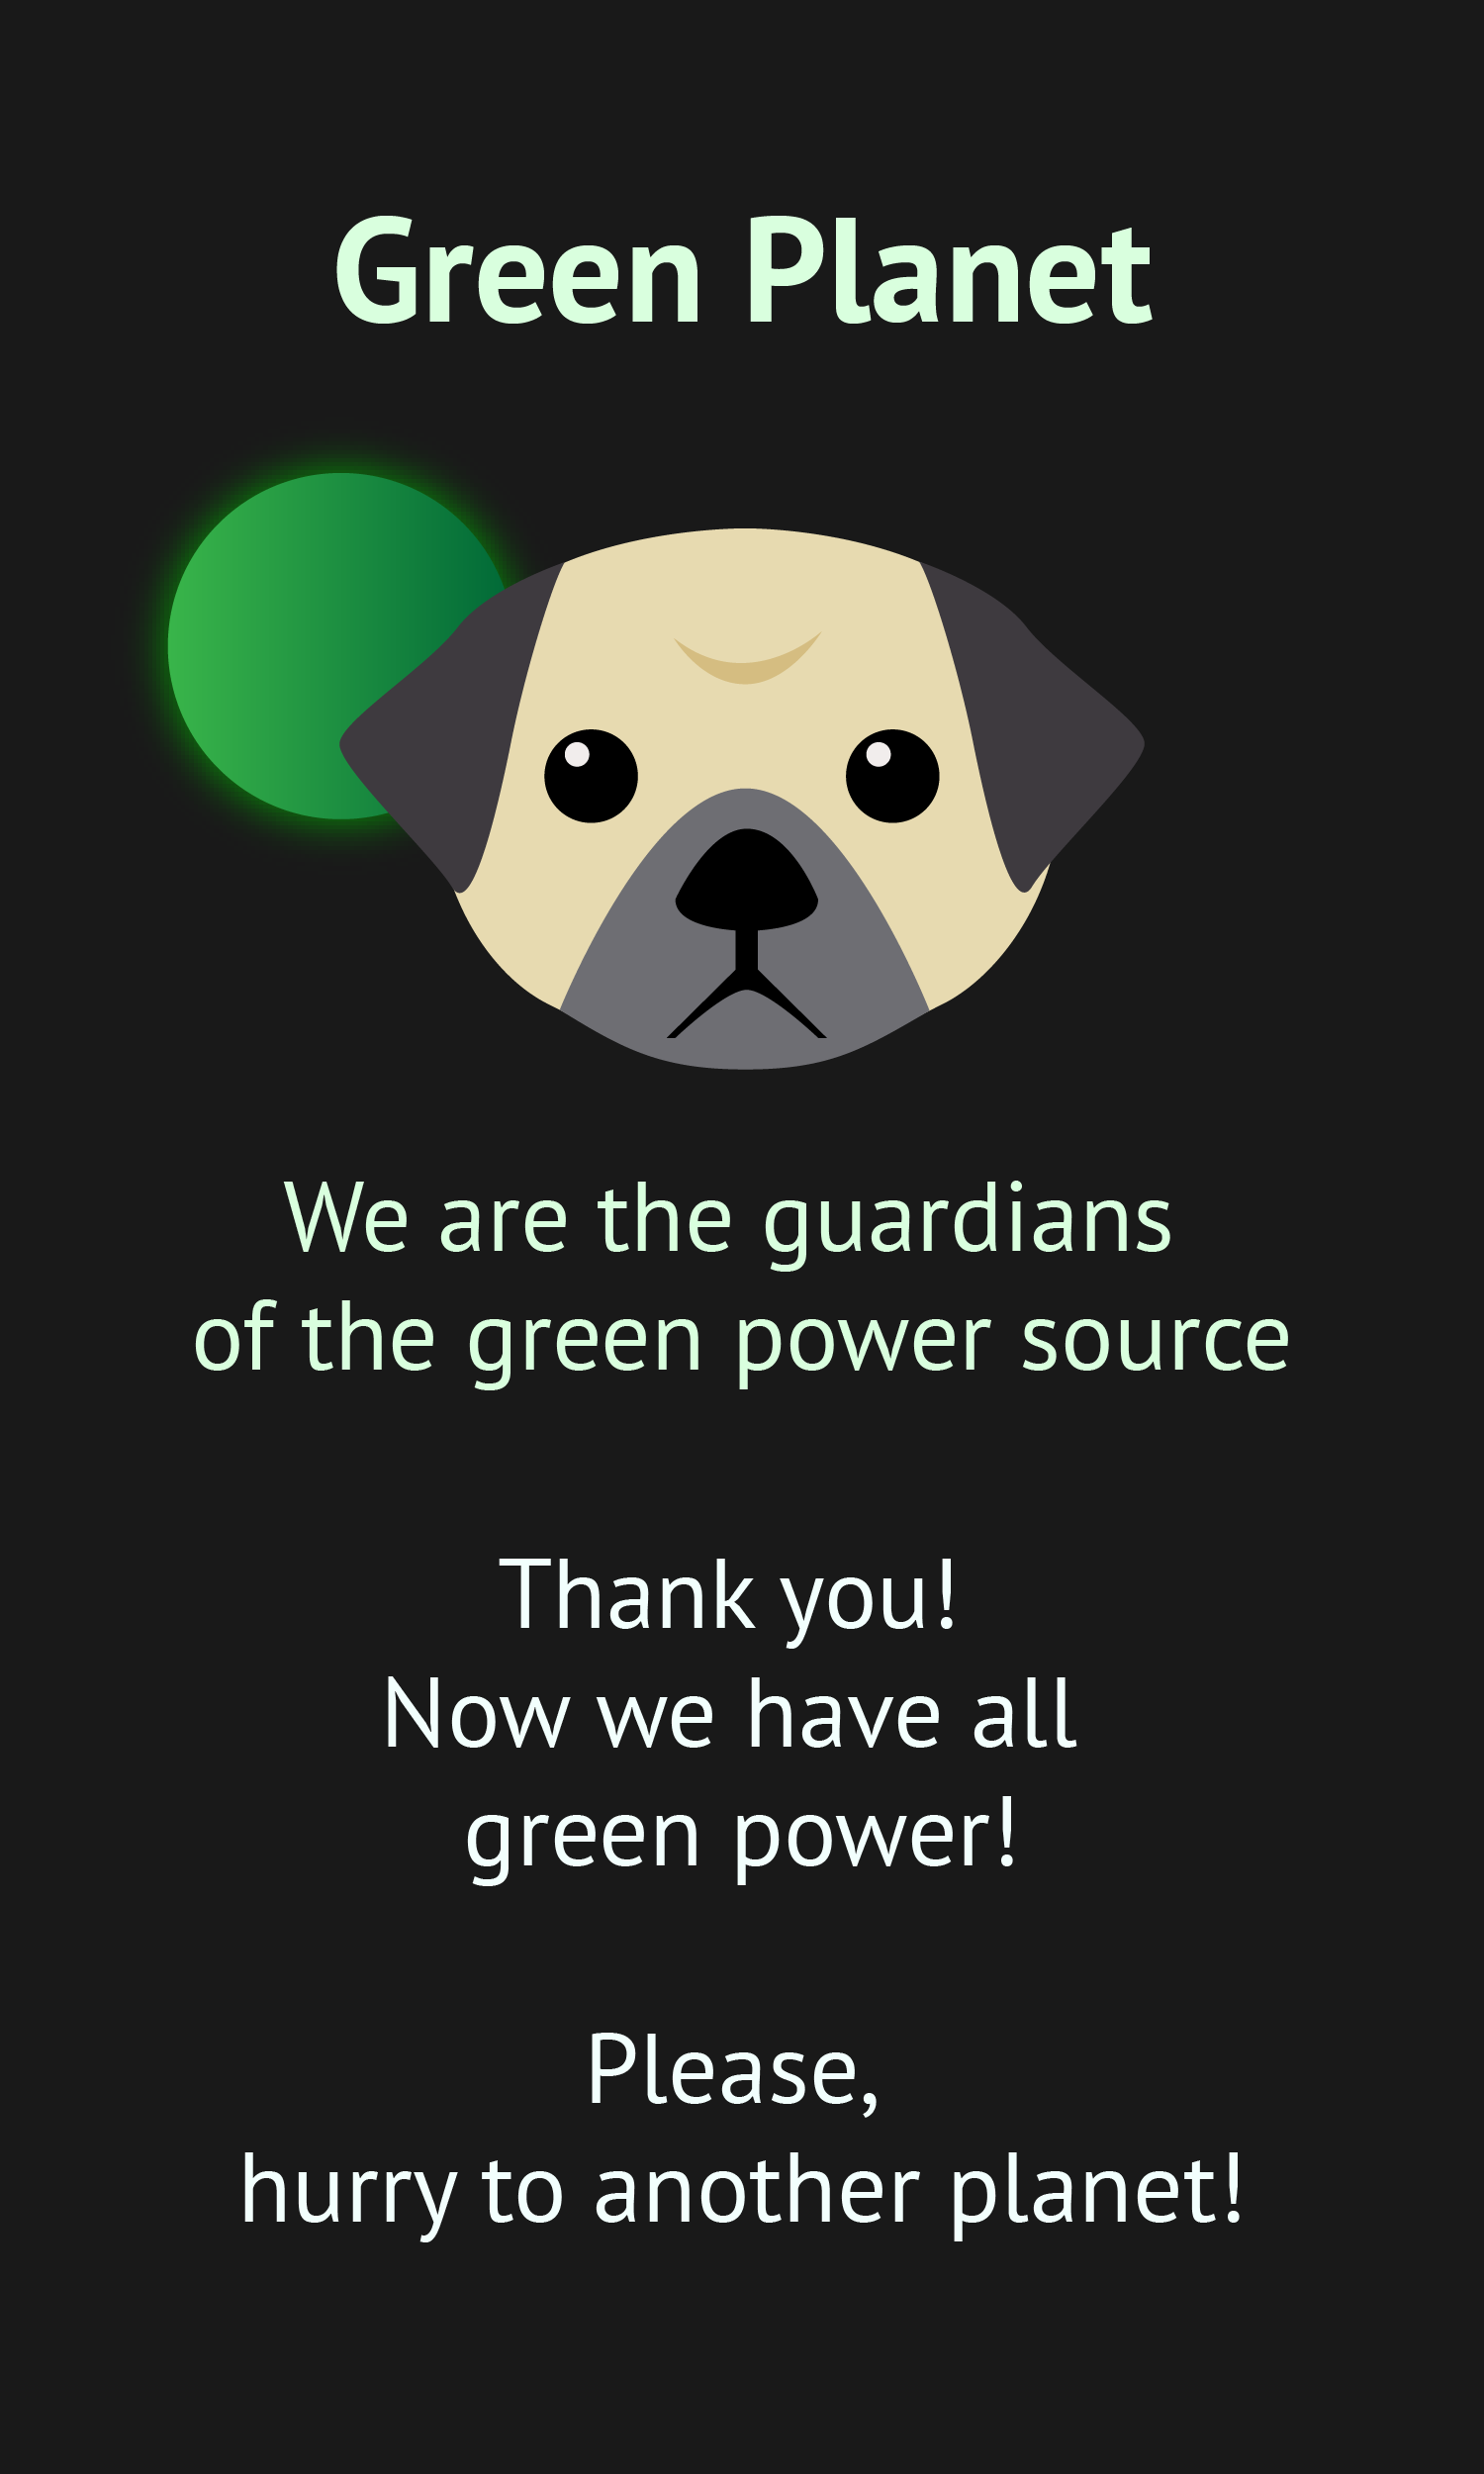 Green Planet
We are the guardians
of the green power source
Thank you!
Now we have all
green power!
Please,
hurry to another planet!